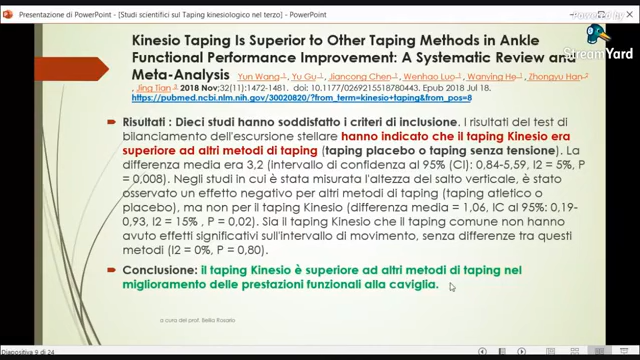 Presentazione di PowerPoint - [Studi scientifici sul Taping kinesiologico nel terzo] - PowerPoint
Powered by
StreamYard
Kinesio Taping Is Superior to Other Taping Methods in Ankle
Functional Performance Improvement: A Systematic Review and
Meta-Analysis Yun Wang , Yu Gu , Jiancong Chen , Wenhao Luo , Wanying He , Zhongyu Han ,
Jing Tian 2018 Nov;32(11):1472-1481. doi: 10.1177/0269215518780443. Epub 2018 Jul 18.
https://pubmed.ncbi.nlm.nih.gov/30020820/?from_term=kinesio+taping&from_pos=8
Risultati : Dieci studi hanno soddisfatto i criteri di inclusione. I risultati del test di
bilanciamento dell'escursione stellare hanno indicato che il taping Kinesio era
superiore ad altri metodi di taping (taping placebo o taping senza tensione). La
differenza media era 3,2 (intervallo di confidenza al 95% (CI): 0,84-5,59, I2 = 5%, P
= 0,008). Negli studi in cui è stata misurata l'altezza del salto verticale, è stato
osservato un effetto negativo per altri metodi di taping (taping atletico o
placebo), ma non per il taping Kinesio (differenza media = 1,06, IC al 95%: 0,19-
0,93, I2 = 15% , P = 0,02). Sia il taping Kinesio che il taping comune non hanno
avuto effetti significativi sull'intervallo di movimento, senza differenze tra questi
metodi (I2 = 0%, P = 0,80).
Conclusione: il taping Kinesio è superiore ad altri metodi di taping nel
miglioramento delle prestazioni funzionali alla caviglia.
a cura del prof. Bellia Rosario
Diapositiva 9 di 24